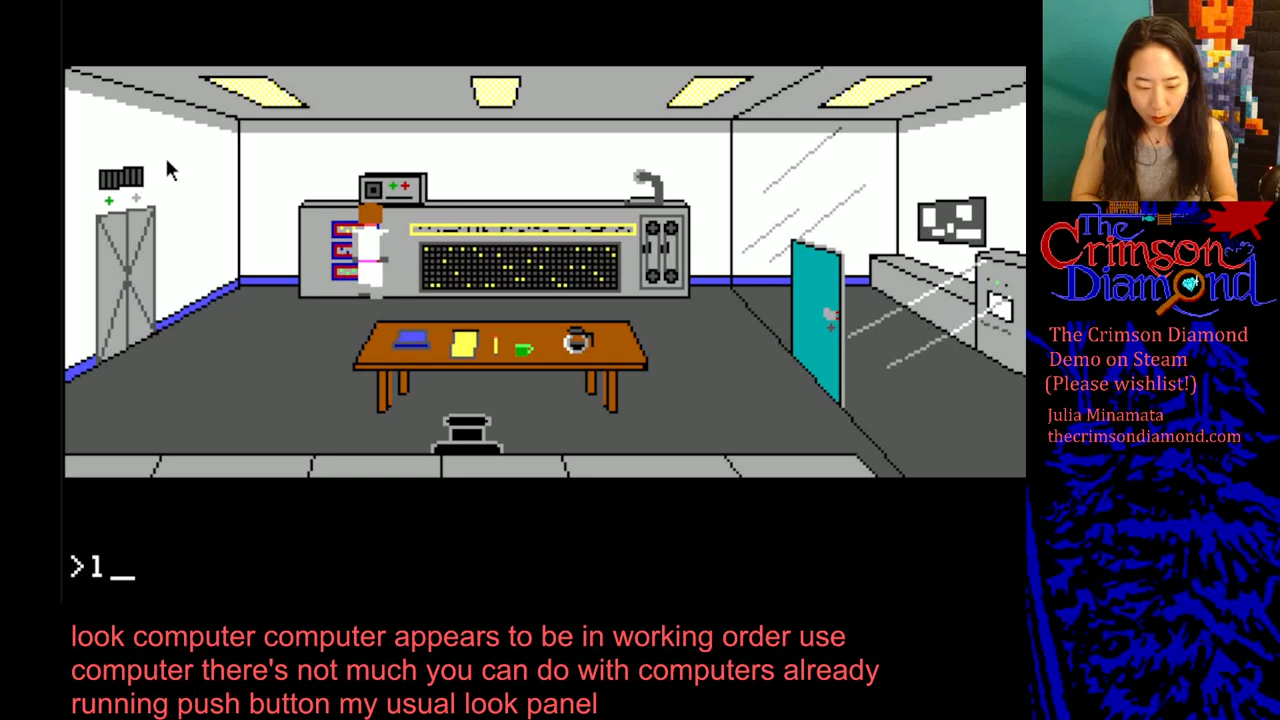 The
Crimson
Diamond
The Crimson Diamond
Demo on Steam
(Please wishlist!)
Julia Minamata
thecrimsondiamond.com
>l_
look computer computer appears to be in working order use
computer there's not much you can do with computers already
running push button my usual look panel